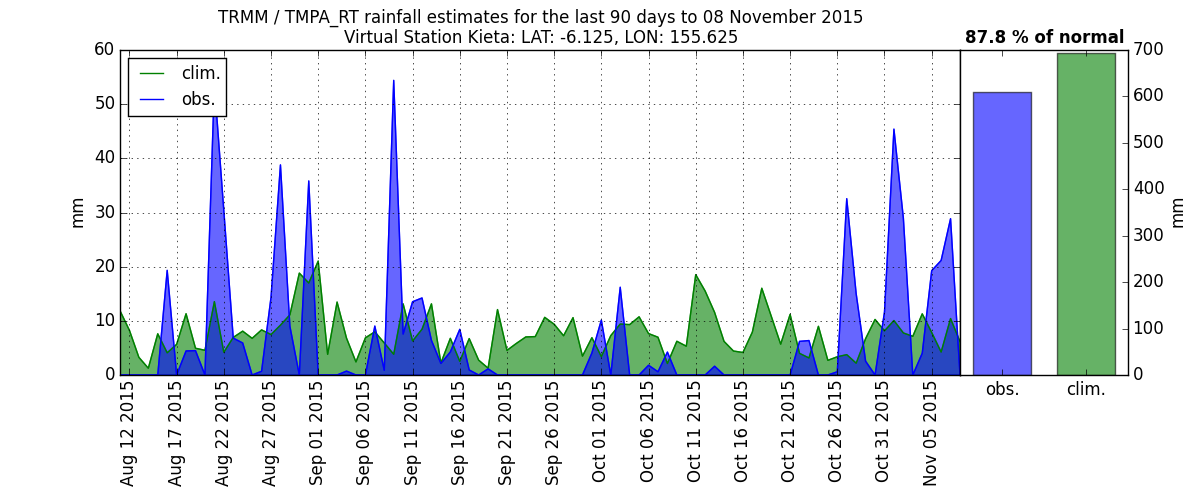 TRMM / TMPA_RT rainfall estimates for the last 90 days to 08 November 2015
Virtual Station Kieta: LAT: -6.125, LON: 155.625
87.8 % of normal
clim.
obs.
60
50
40
30
20
10
0
mm
700
600
500
400
300
200
100
0
mm
Aug 12 2015
Aug 17 2015
Aug 22 2015
Aug 27 2015
Sep 01 2015
Sep 06 2015
Sep 11 2015
Sep 16 2015
Sep 21 2015
Sep 26 2015
Oct 01 2015
Oct 06 2015
Oct 11 2015
Oct 16 2015
Oct 21 2015
Oct 26 2015
Oct 31 2015
Nov 05 2015
obs.
clim.